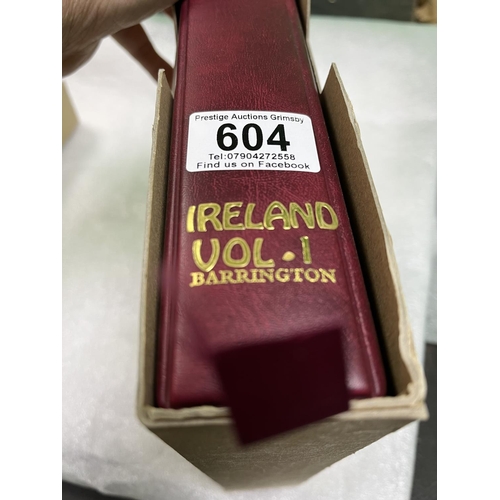 Prestige Auctions Grimsby
604
Tel:07904272558
Find us on Facebook
IRELAND
VOL.1
BARRINGTON